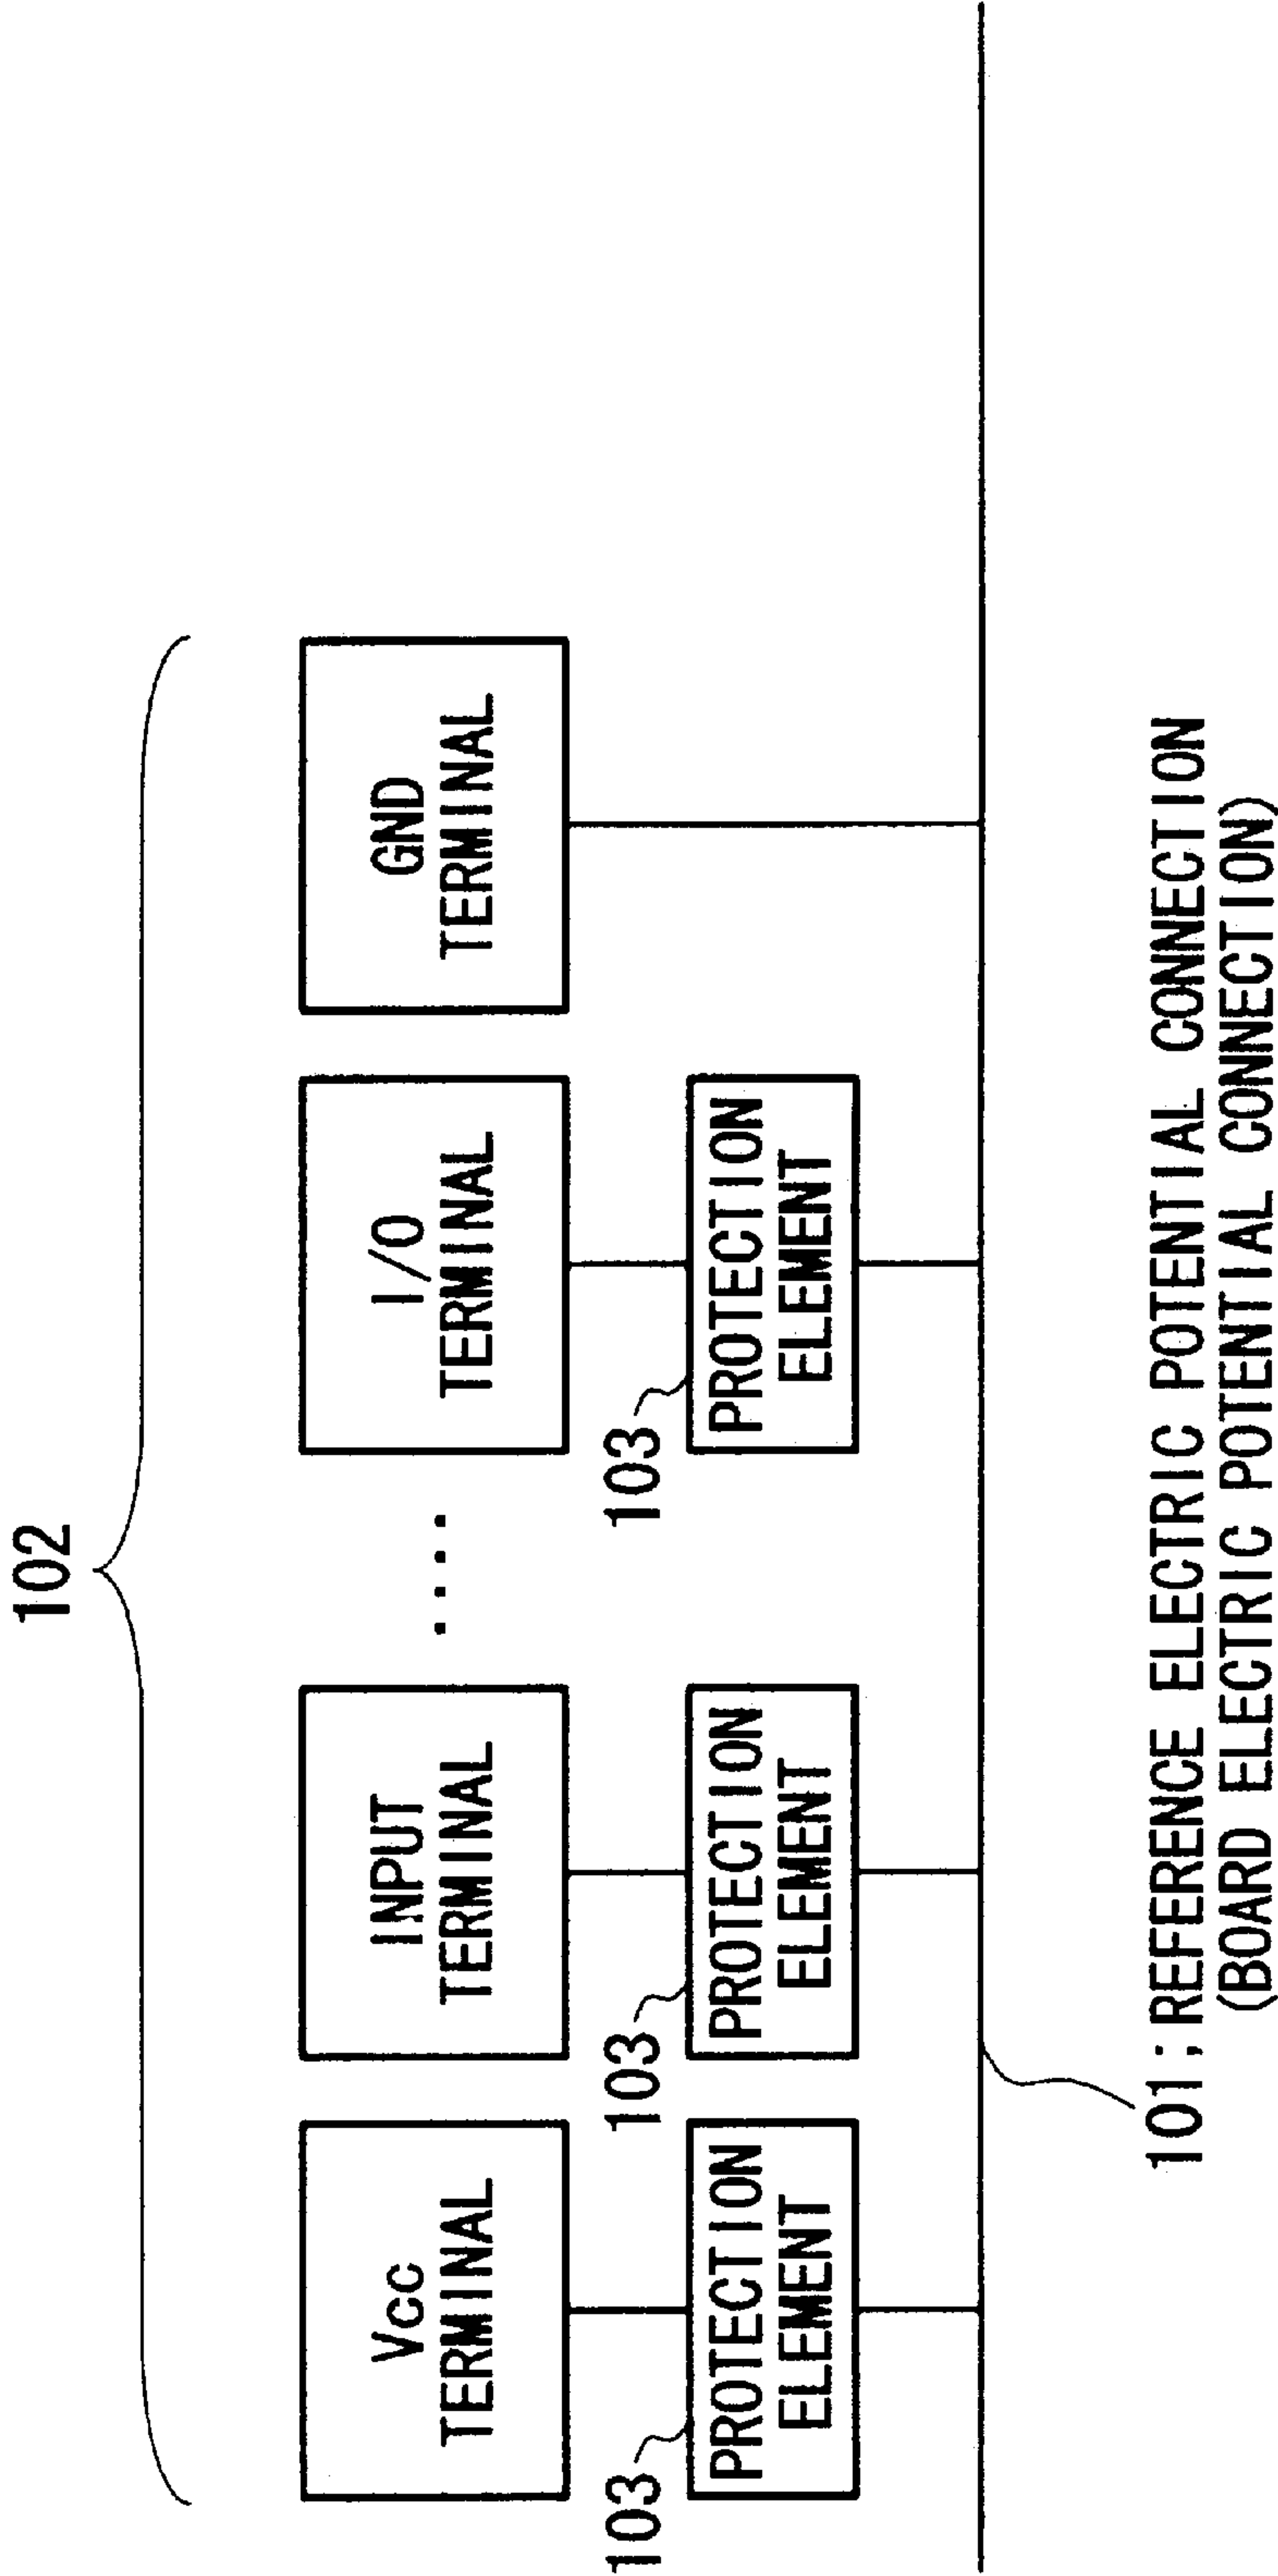 102
Vcc
TERMINAL
INPUT
TERMINAL
....
I/O
TERMINAL
GND
TERMINAL
103
PROTECTION
ELEMENT
103
PROTECTION
ELEMENT
103
PROTECTION
ELEMENT
101;REFERENCE ELECTRIC POTENTIAL CONNECTION
(BOARD ELECTRIC POTENTIAL CONNECTION)